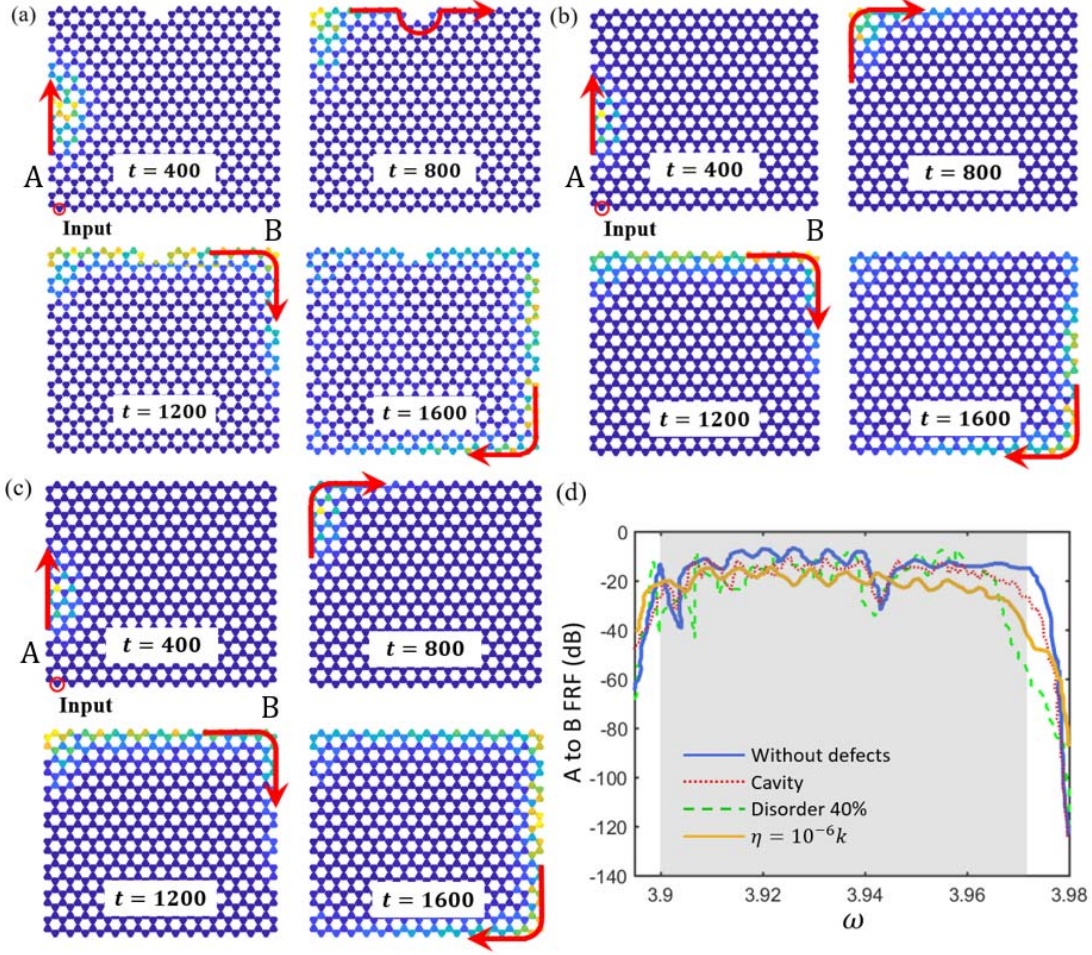 (a)
A
t = 400
Input
B
t = 800
t = 1200
t = 1600
(b)
A
t = 400
Input
B
t = 800
t = 1200
t = 1600
(c)
A
t = 400
Input
B
t = 800
t = 1200
t = 1600
(d)
A to B FRF (dB)
0
-20
-40
-60
-80
-100
-120
-140
Without defects
Cavity
Disorder 40%
η = 10⁻⁶k
3.9 3.92 3.94 3.96 3.98
ω